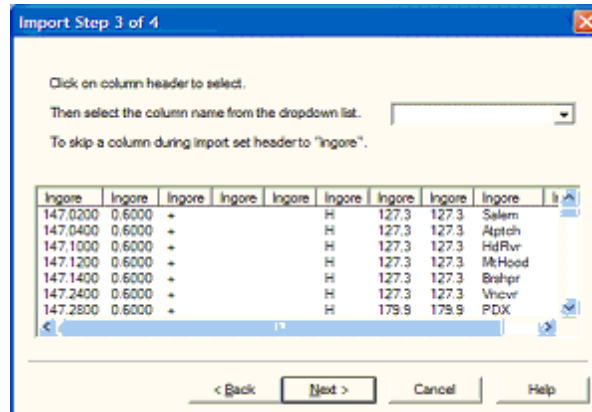 Import Step 3 of 4
Click on column header to select.
Then select the column name from the dropdown list.
To skip a column during import set header to "Ingore".
Ingore Ingore Ingore Ingore Ingore Ingore Ingore Ingore Ingore
147.0200 0.6000 + H 127.3 127.3 Salem
147.0400 0.6000 + H 127.3 127.3 Atptch
147.1000 0.6000 + H 127.3 127.3 HdRvr
147.1200 0.6000 + H 127.3 127.3 MtHood
147.1400 0.6000 + H 127.3 127.3 Brshpr
147.2400 0.6000 + H 127.3 127.3 Vncvr
147.2800 0.6000 + H 179.9 179.9 PDX
< Back Next > Cancel Help